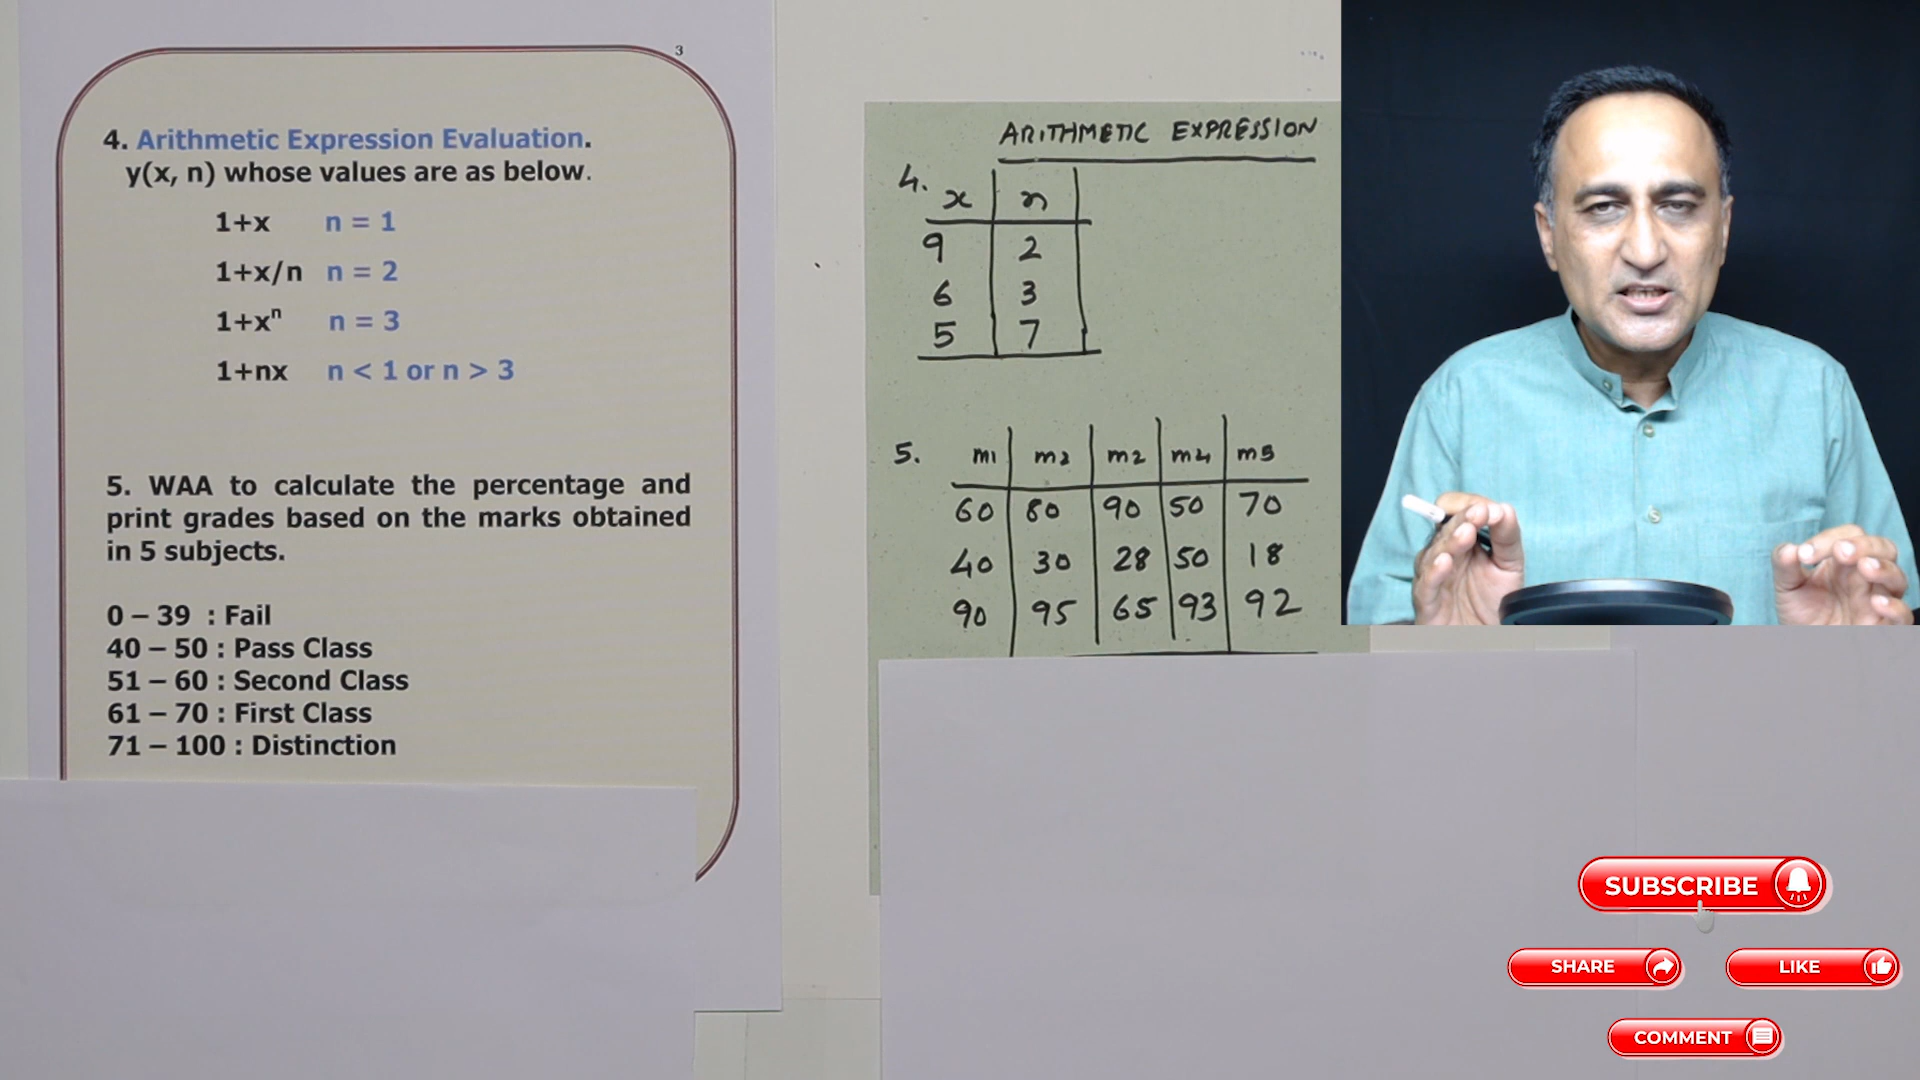 3
4. Arithmetic Expression Evaluation.
y(x, n) whose values are as below.
1+x n = 1
1+x/n n = 2
1+xⁿ n = 3
1+nx n < 1 or n > 3
5. WAA to calculate the percentage and
print grades based on the marks obtained
in 5 subjects.
0 – 39 : Fail
40 – 50 : Pass Class
51 – 60 : Second Class
61 – 70 : First Class
71 – 100 : Distinction
ARITHMETIC EXPRESSION
4. x n
9 2
6 3
5 7
5. m1 m2 m2 m4 m5
60 80 90 50 70
40 30 28 50 18
90 95 65 93 92
SUBSCRIBE
SHARE LIKE
COMMENT